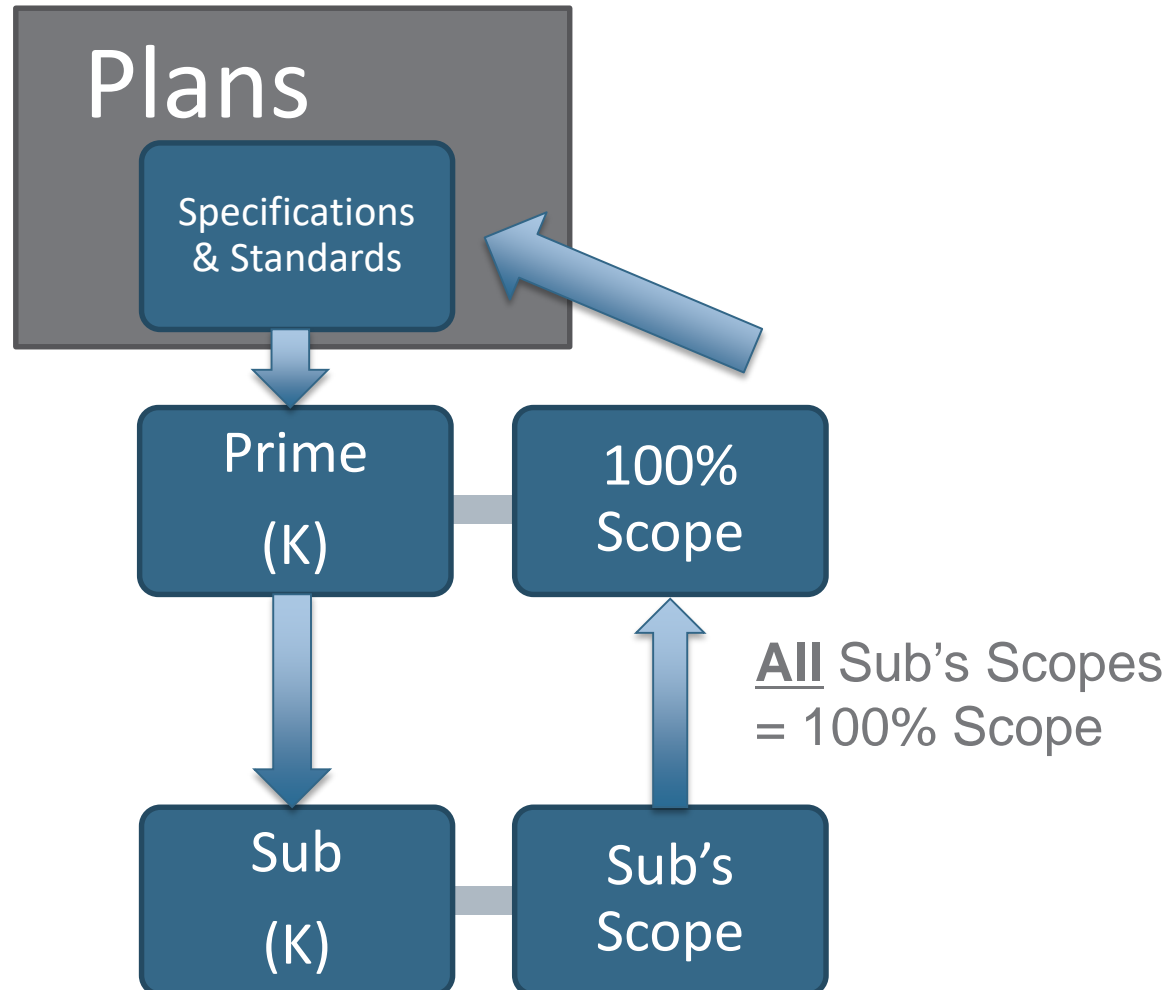 Plans
Specifications
& Standards
Prime
(K)
100%
Scope
All Sub’s Scopes
= 100% Scope
Sub
(K)
Sub’s
Scope